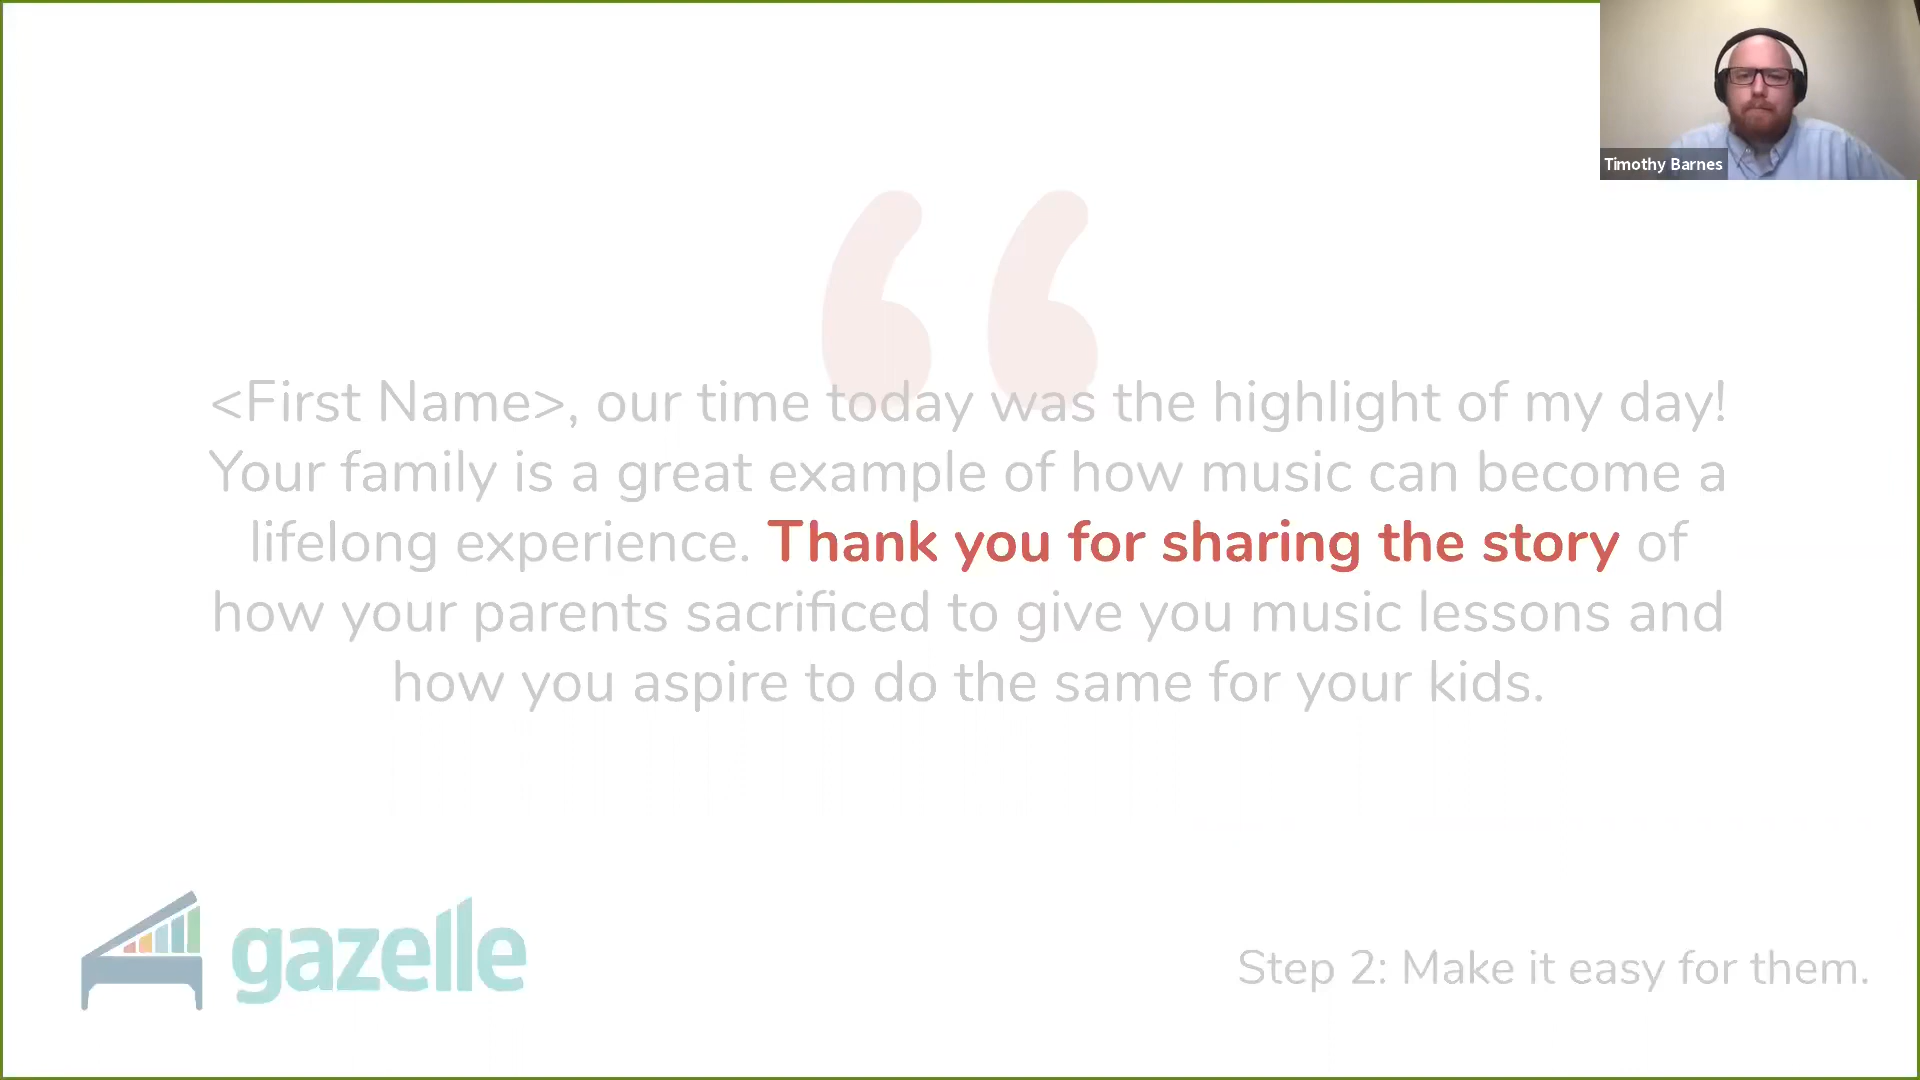 Timothy Barnes
<First Name>, our time today was the highlight of my day!
Your family is a great example of how music can become a
lifelong experience. Thank you for sharing the story of
how your parents sacrificed to give you music lessons and
how you aspire to do the same for your kids.
gazelle
Step 2: Make it easy for them.